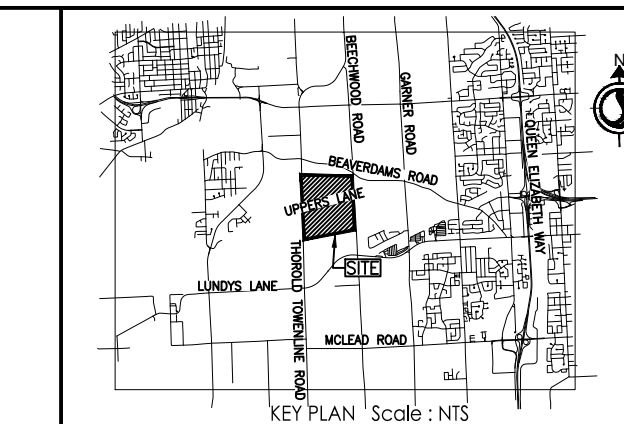 BEECHWOOD ROAD
GARNER ROAD
N
QUEEN ELIZABETH WAY
BEAVERDAMS ROAD
UPPERS LANE
SITE
THOROLD TOWENLINE ROAD
LUNDYS LANE
MCLEAD ROAD
KEY PLAN Scale : NTS